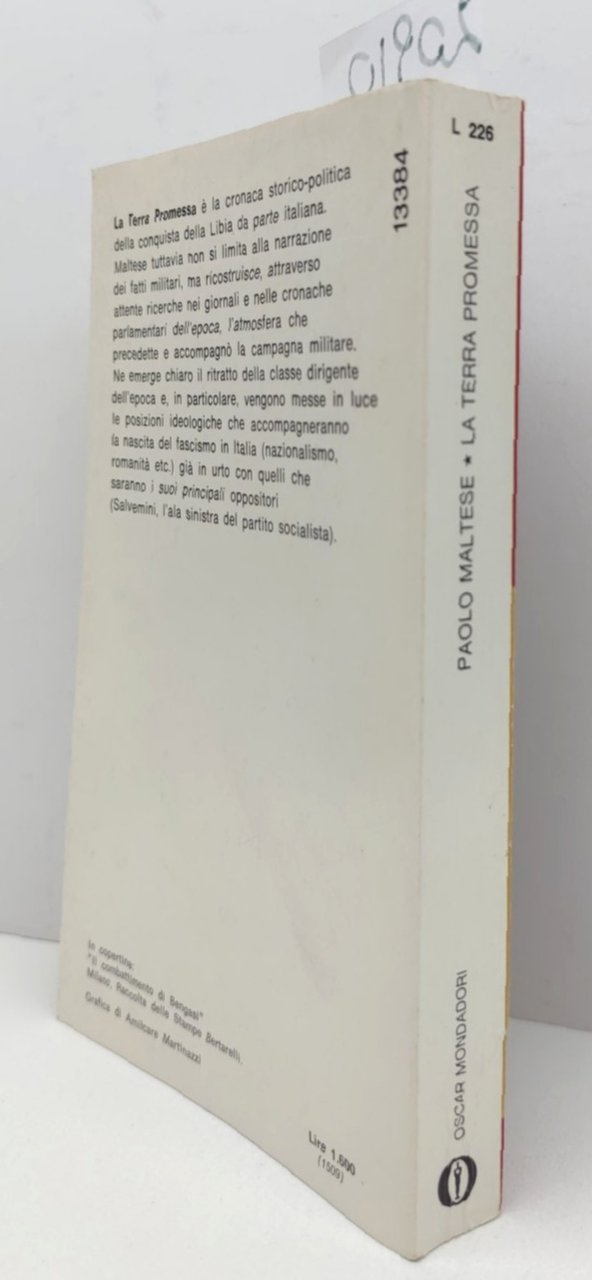 La Terra Promessa è la cronaca storico-politica
della conquista della Libia da parte italiana.
Maltese tuttavia non si limita alla narrazione
dei fatti militari, ma ricostruisce, attraverso
attente ricerche nei giornali e nelle cronache
parlamentari dell'epoca, l'atmosfera che
precedette e accompagnò la campagna militare.
Ne emerge chiaro il ritratto della classe dirigente
dell'epoca e, in particolare, vengono messe in luce
le posizioni ideologiche che accompagneranno
la nascita del fascismo in Italia (nazionalismo,
romanità etc.) già in urto con quelli che
saranno i suoi principali oppositori
(Salvemini, l'ala sinistra del partito socialista).
In copertina:
"Il combattimento di Bengasi"
Milano, Raccolta delle Stampe Bertarelli.
Grafica di Amilcare Martinazzi
Lire 1.600
(1509)
13384
L 226
PAOLO MALTESE ★ LA TERRA PROMESSA
OSCAR MONDADORI